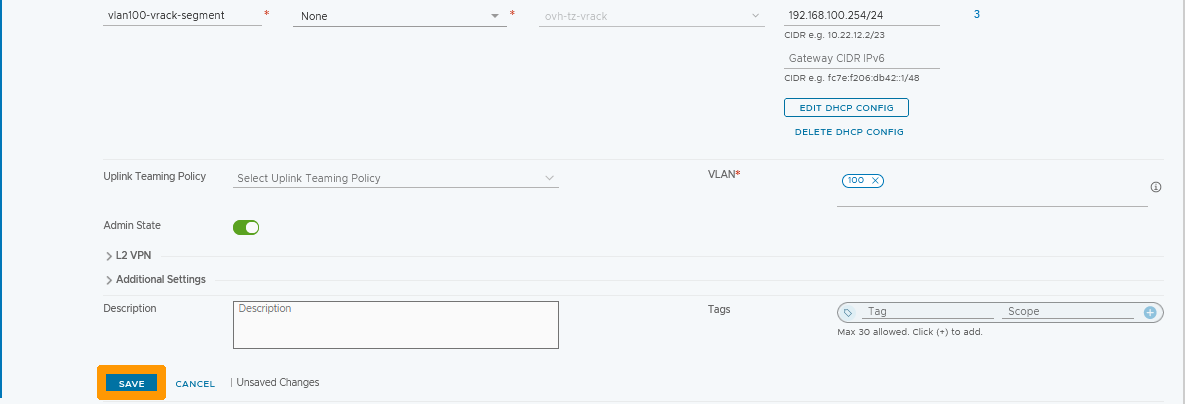 vlan100-vrack-segment * None * ovh-tz-vrack 192.168.100.254/24 3
CIDR e.g. 10.22.12.2/23
Gateway CIDR IPv6
CIDR e.g. fc7e:f206:db42::1/48
EDIT DHCP CONFIG
DELETE DHCP CONFIG
Uplink Teaming Policy Select Uplink Teaming Policy VLAN*
100
Admin State
L2 VPN
Additional Settings
Description Description Tags Tag Scope
Max 30 allowed. Click (+) to add.
SAVE CANCEL | Unsaved Changes